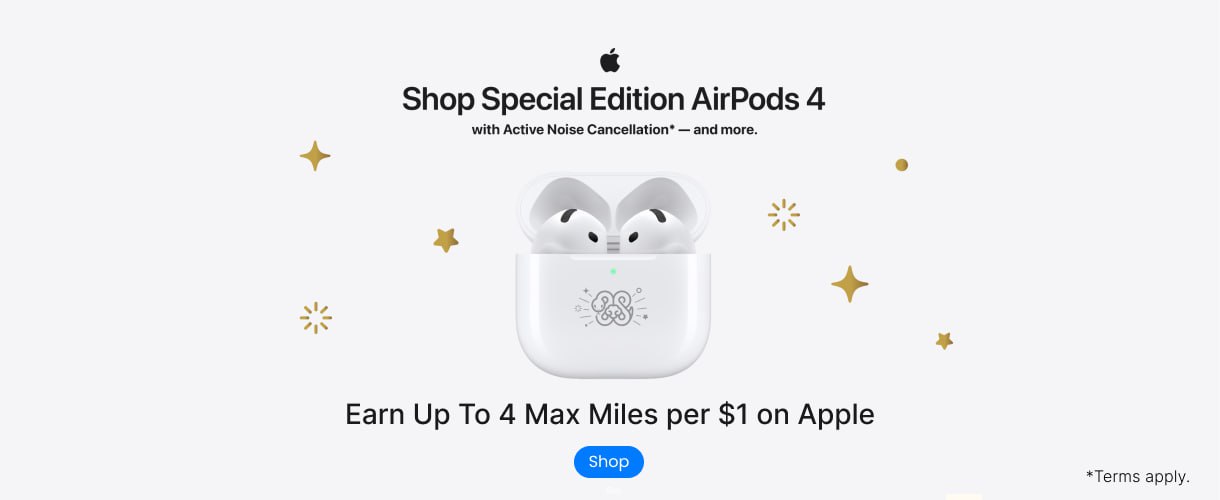 Shop Special Edition AirPods 4
with Active Noise Cancellation* — and more.
Earn Up To 4 Max Miles per $1 on Apple
Shop
*Terms apply.